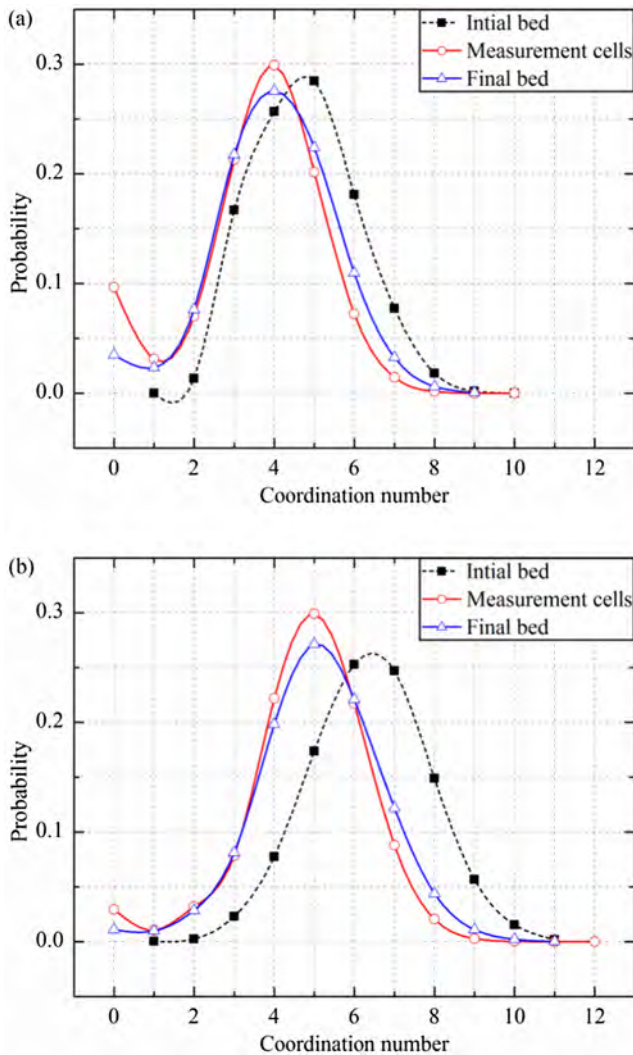 (a)
Intial bed
Measurement cells
Final bed
0.3
0.2
0.1
0.0
Probability
0 2 4 6 8 10 12
Coordination number
(b)
Intial bed
Measurement cells
Final bed
0.3
0.2
0.1
0.0
Probability
0 2 4 6 8 10 12
Coordination number